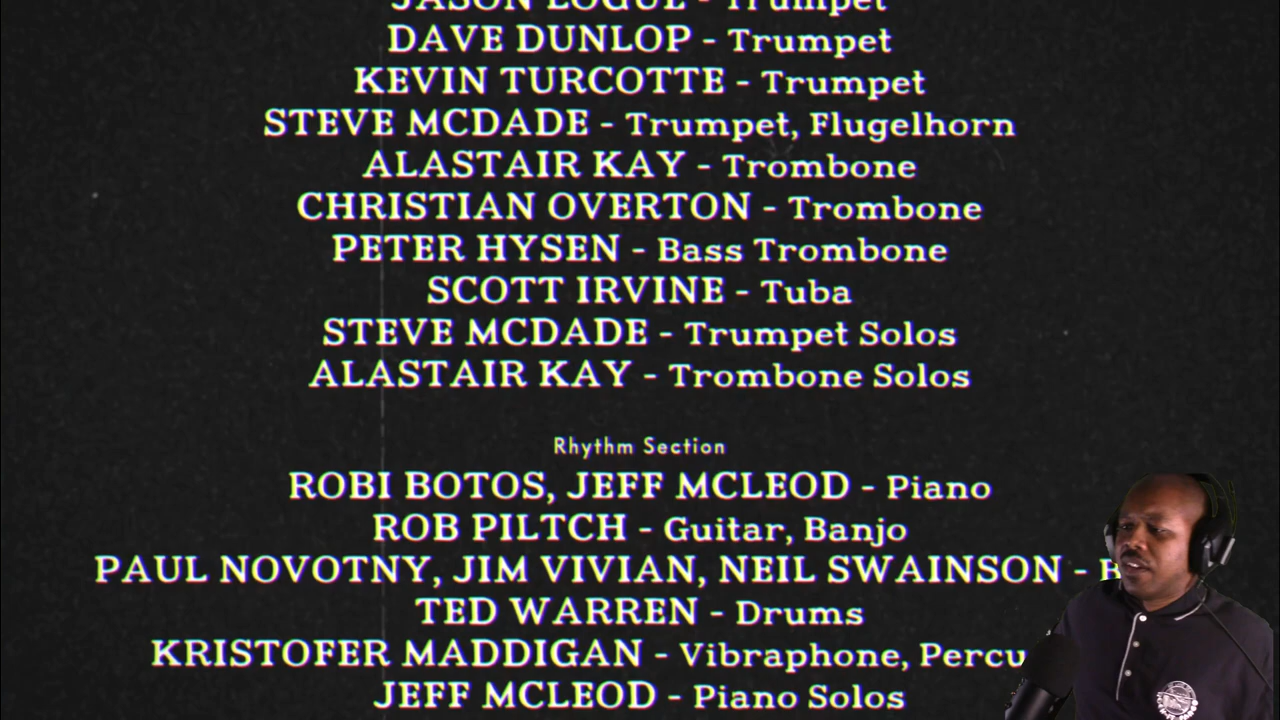 JASON LOGUE - Trumpet
DAVE DUNLOP - Trumpet
KEVIN TURCOTTE - Trumpet
STEVE MCDADE - Trumpet, Flugelhorn
ALASTAIR KAY - Trombone
CHRISTIAN OVERTON - Trombone
PETER HYSEN - Bass Trombone
SCOTT IRVINE - Tuba
STEVE MCDADE - Trumpet Solos
ALASTAIR KAY - Trombone Solos
Rhythm Section
ROBI BOTOS, JEFF MCLEOD - Piano
ROB PILTCH - Guitar, Banjo
PAUL NOVOTNY, JIM VIVIAN, NEIL SWAINSON -
TED WARREN - Drums
KRISTOFER MADDIGAN - Vibraphone,
JEFF MCLEOD - Piano Solos